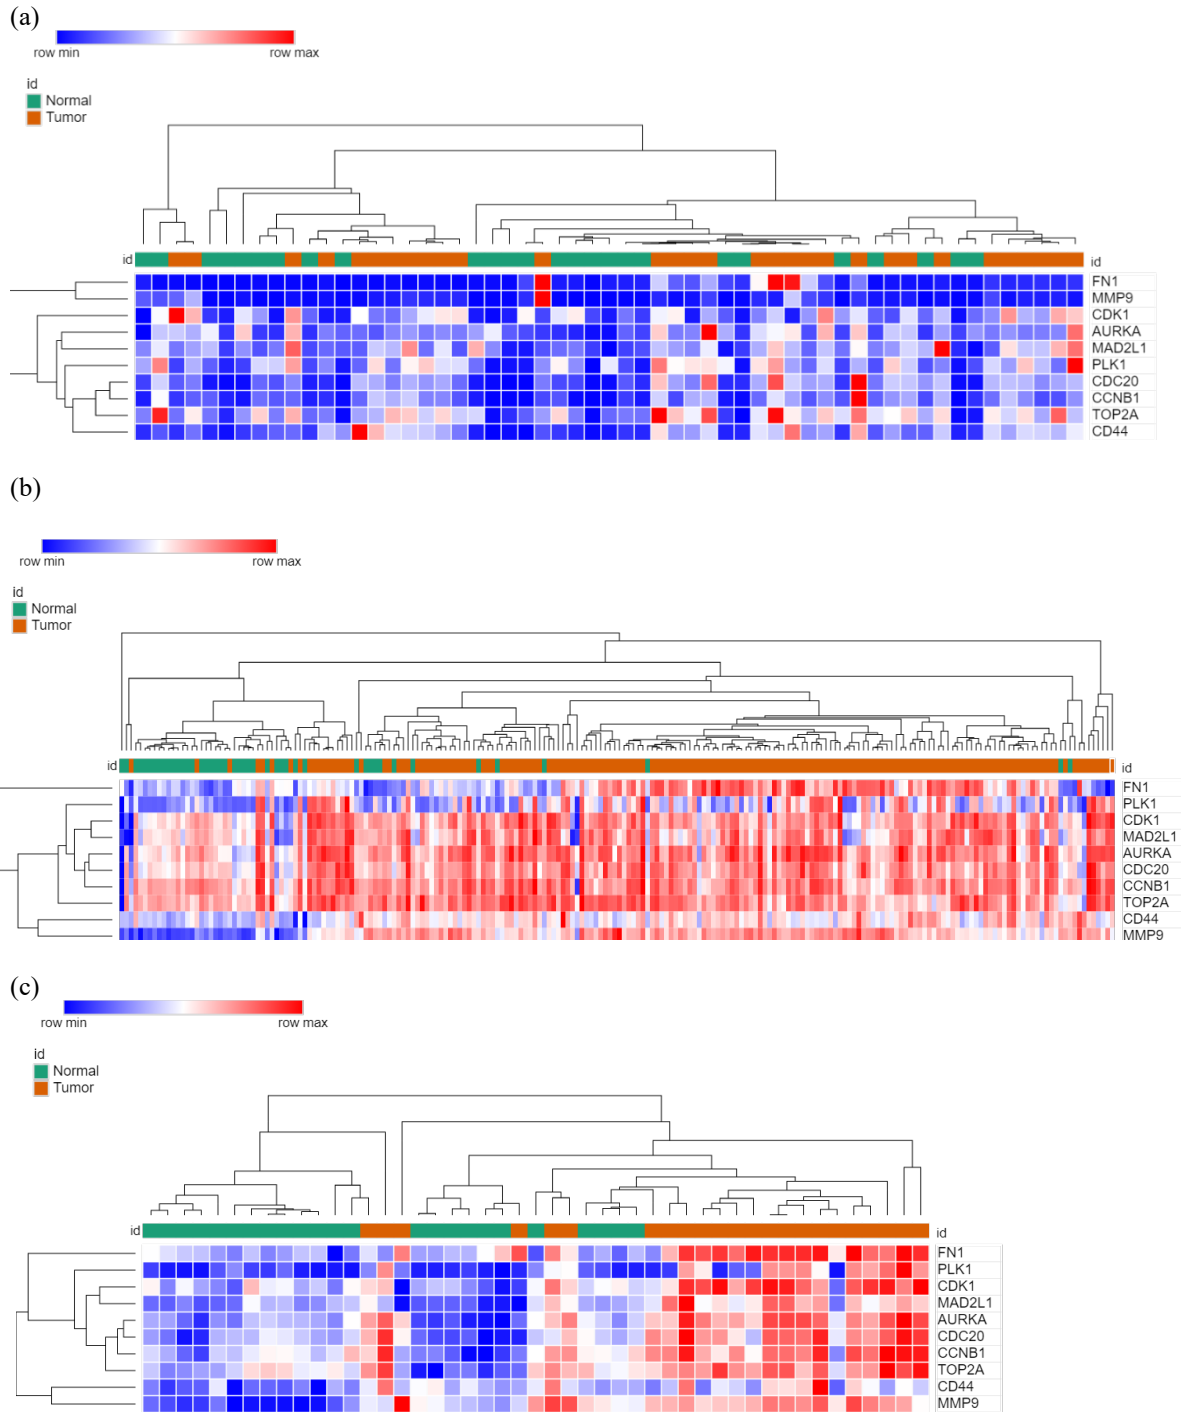 (a)
row min row max
id
Normal
Tumor
id id
FN1
MMP9
CDK1
AURKA
MAD2L1
PLK1
CDC20
CCNB1
TOP2A
CD44
(b)
row min row max
id
Normal
Tumor
id id
FN1
PLK1
CDK1
MAD2L1
AURKA
CDC20
CCNB1
TOP2A
CD44
MMP9
(c)
row min row max
id
Normal
Tumor
id id
FN1
PLK1
CDK1
MAD2L1
AURKA
CDC20
CCNB1
TOP2A
CD44
MMP9